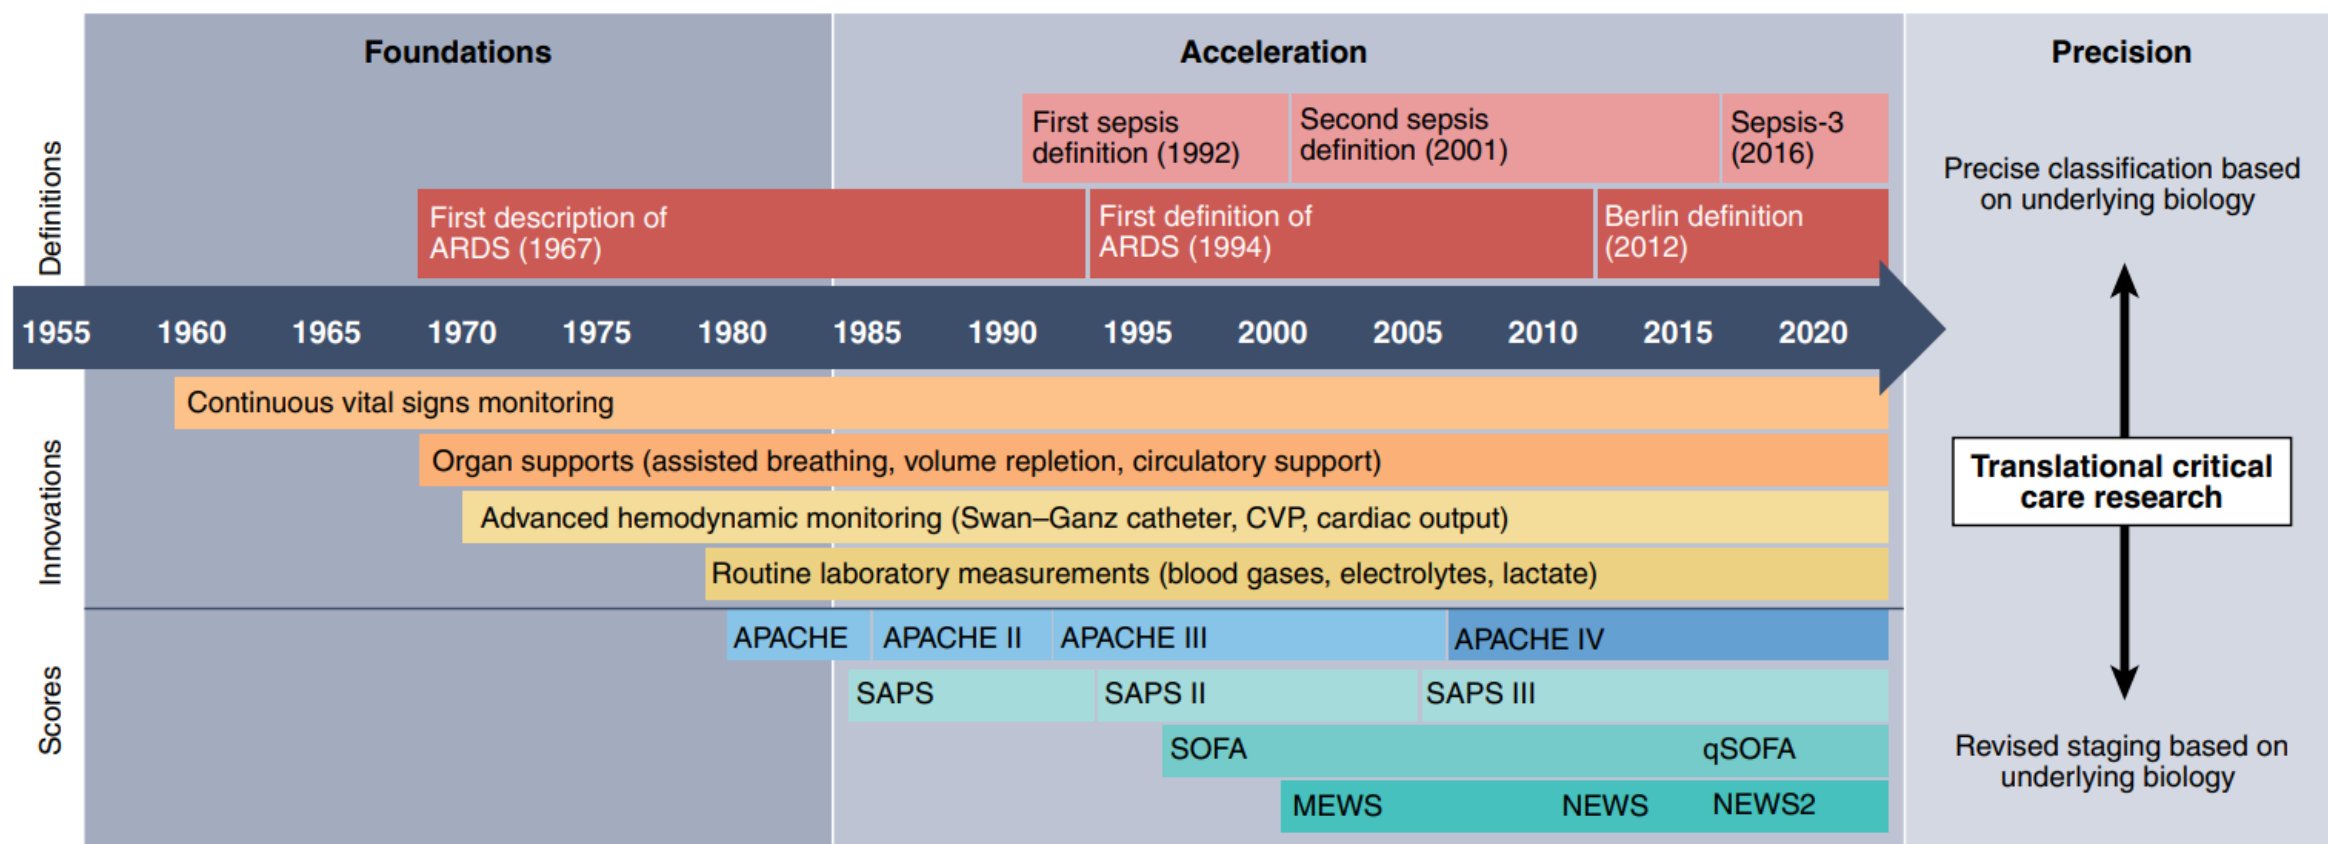 Foundations
Acceleration
Precision
Definitions
First sepsis
definition (1992)
Second sepsis
definition (2001)
Sepsis-3
(2016)
First description of
ARDS (1967)
First definition of
ARDS (1994)
Berlin definition
(2012)
Precise classification based
on underlying biology
1955 1960 1965 1970 1975 1980 1985 1990 1995 2000 2005 2010 2015 2020
Innovations
Continuous vital signs monitoring
Organ supports (assisted breathing, volume repletion, circulatory support)
Advanced hemodynamic monitoring (Swan–Ganz catheter, CVP, cardiac output)
Routine laboratory measurements (blood gases, electrolytes, lactate)
Translational critical
care research
Scores
APACHE APACHE II APACHE III APACHE IV
SAPS SAPS II SAPS III
SOFA qSOFA
MEWS NEWS NEWS2
Revised staging based on
underlying biology